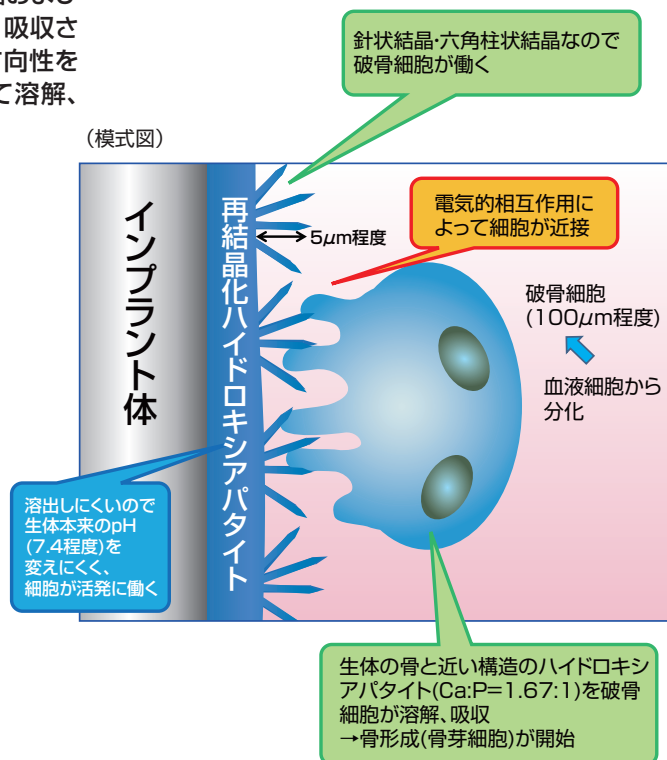 吸収さ
方向性を
て溶解、
針状結晶・六角柱状結晶なので
破骨細胞が働く
(模式図)
インプラント体
再結晶化ハイドロキシアパタイト
5μm程度
電気的相互作用に
よって細胞が近接
破骨細胞
(100μm程度)
血液細胞から
分化
溶出しにくいので
生体本来のpH
(7.4程度)を
変えにくく、
細胞が活発に働く
生体の骨と近い構造のハイドロキシ
アパタイト(Ca:P=1.67:1)を破骨
細胞が溶解、吸収
→骨形成(骨芽細胞)が開始